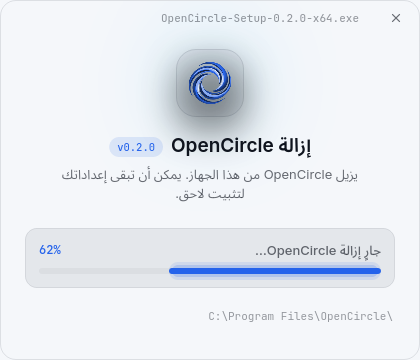 OpenCircle-Setup-0.2.0-x64.exe
إزالة OpenCircle v0.2.0
يزيل OpenCircle من هذا الجهاز. يمكن أن تبقى إعداداتك
لتثبيت لاحق.
جارٍ إزالة OpenCircle... 62%
C:\Program Files\OpenCircle\